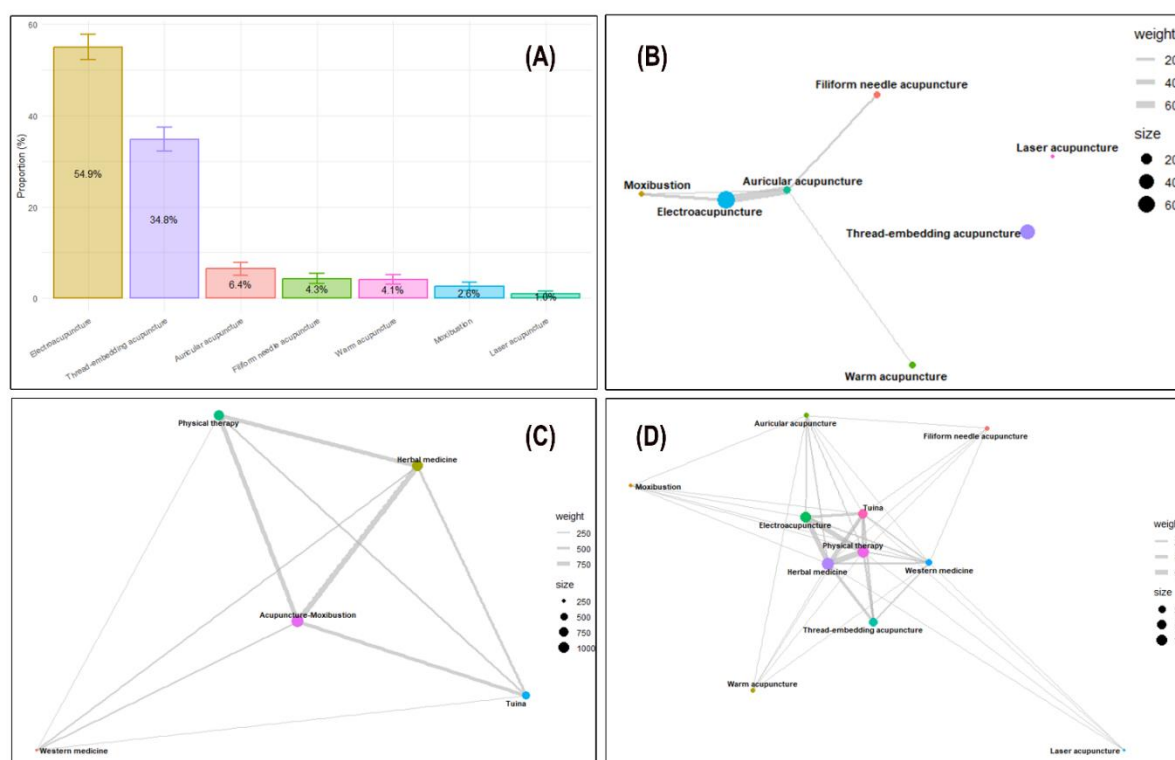 (A)
Proportion (%)
60
40
20
0
54.9%
34.8%
6.4%
4.3%
4.1%
2.6%
1.0%
Electroacupuncture
Thread-embedding acupuncture
Auricular acupuncture
Filiform needle acupuncture
Warm acupuncture
Moxibustion
Laser acupuncture
(B)
Filiform needle acupuncture
Laser acupuncture
Moxibustion
Auricular acupuncture
Electroacupuncture
Thread-embedding acupuncture
Warm acupuncture
weight
20
40
60
size
20
40
60
(C)
Physical therapy
Herbal medicine
Acupuncture-Moxibustion
Tuina
Western medicine
weight
250
500
750
size
250
500
750
1000
(D)
Auricular acupuncture
Filiform needle acupuncture
Moxibustion
Tuina
Electroacupuncture
Physical therapy
Herbal medicine
Western medicine
Thread-embedding acupuncture
Warm acupuncture
Laser acupuncture
weigh
size